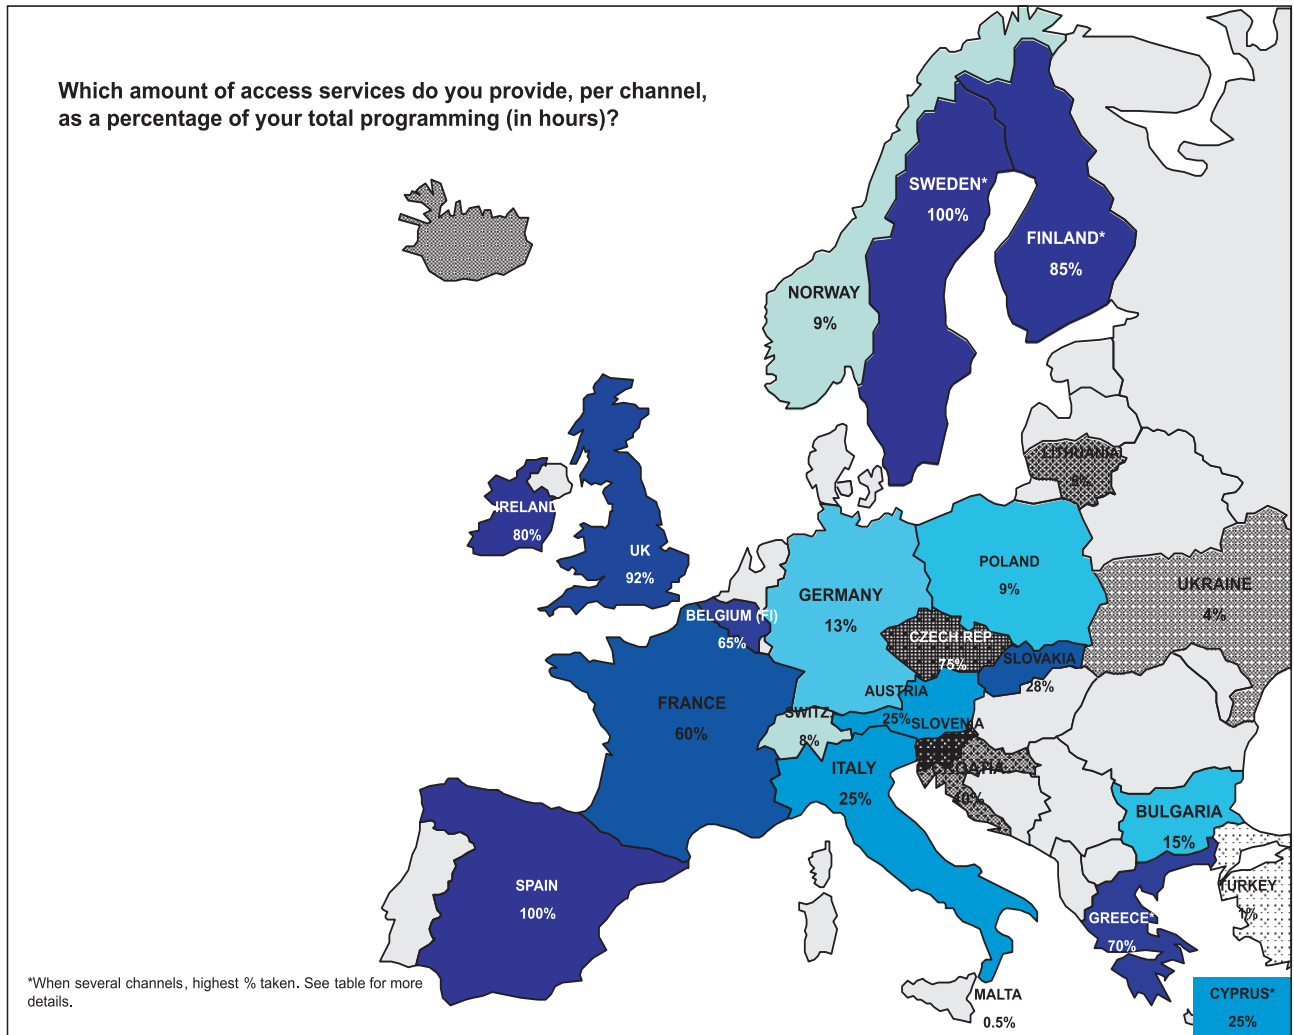 Which amount of access services do you provide, per channel,
as a percentage of your total programming (in hours)?
SWEDEN*
100%
FINLAND*
85%
NORWAY
9%
LITHUANIA
5%
IRELAND
80%
UK
92%
POLAND
9%
UKRAINE
4%
GERMANY
13%
BELGIUM (Fl)
65%
CZECH REP.
75%
SLOVAKIA
28%
FRANCE
60%
AUSTRIA
25%
SWITZ.
8%
SLOVENIA
ITALY
25%
CROATIA
40%
BULGARIA
15%
SPAIN
100%
TURKEY
1%
GREECE*
70%
*When several channels, highest % taken. See table for more
details.
MALTA
0.5%
CYPRUS*
25%